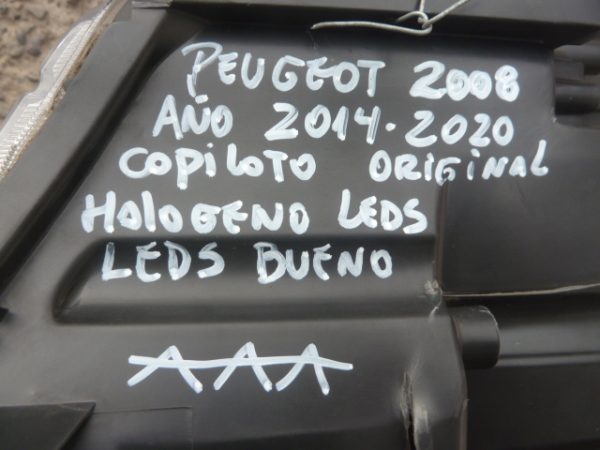 PEUGEOT 2008
AÑO 2014-2020
COPILOTO ORIGINAL
HALOGENO LEDS
LEDS BUENO
AAA